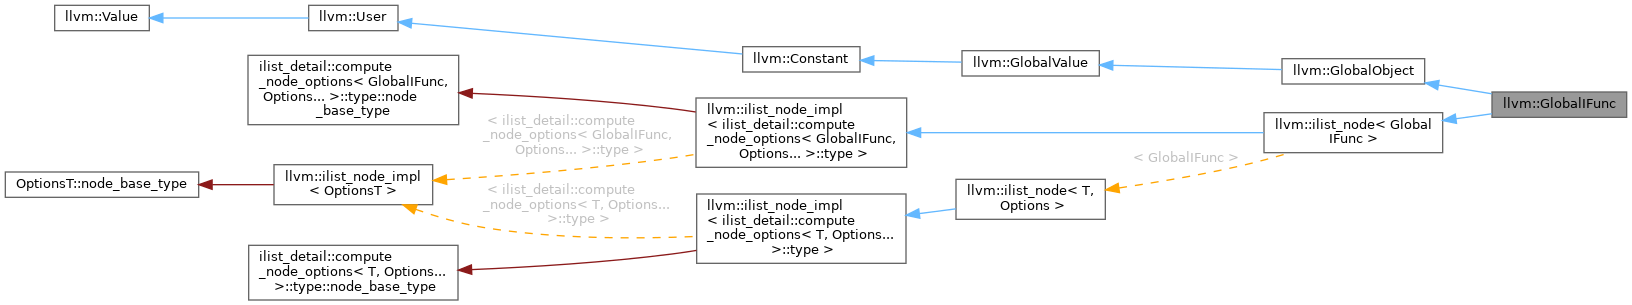 llvm::Value
llvm::User
llvm::Constant
llvm::GlobalValue
llvm::GlobalObject
llvm::GlobalIFunc
ilist_detail::compute
_node_options< GlobalIFunc,
Options... >::type::node
_base_type
llvm::ilist_node_impl
< ilist_detail::compute
_node_options< GlobalIFunc,
Options... >::type >
llvm::ilist_node< Global
IFunc >
< ilist_detail::compute
_node_options< GlobalIFunc,
Options... >::type >
< GlobalIFunc >
OptionsT::node_base_type
llvm::ilist_node_impl
< OptionsT >
< ilist_detail::compute
_node_options< T, Options...
>::type >
llvm::ilist_node_impl
< ilist_detail::compute
_node_options< T, Options...
>::type >
llvm::ilist_node< T,
Options >
ilist_detail::compute
_node_options< T, Options...
>::type::node_base_type